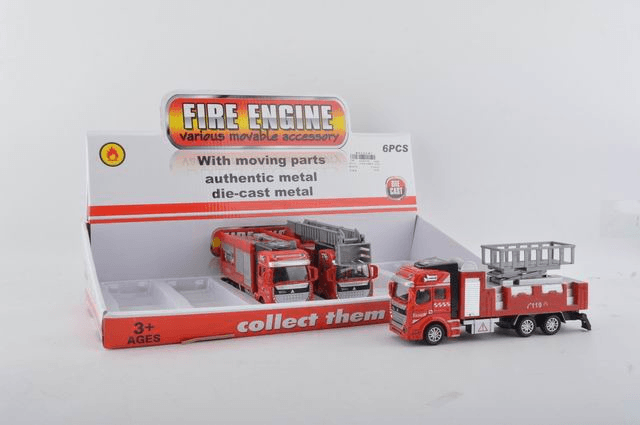 FIRE ENGINE
various movable accessory
With moving parts
authentic metal
die-cast metal
6PCS
DIE
CAST
3+
AGES
collect them
119